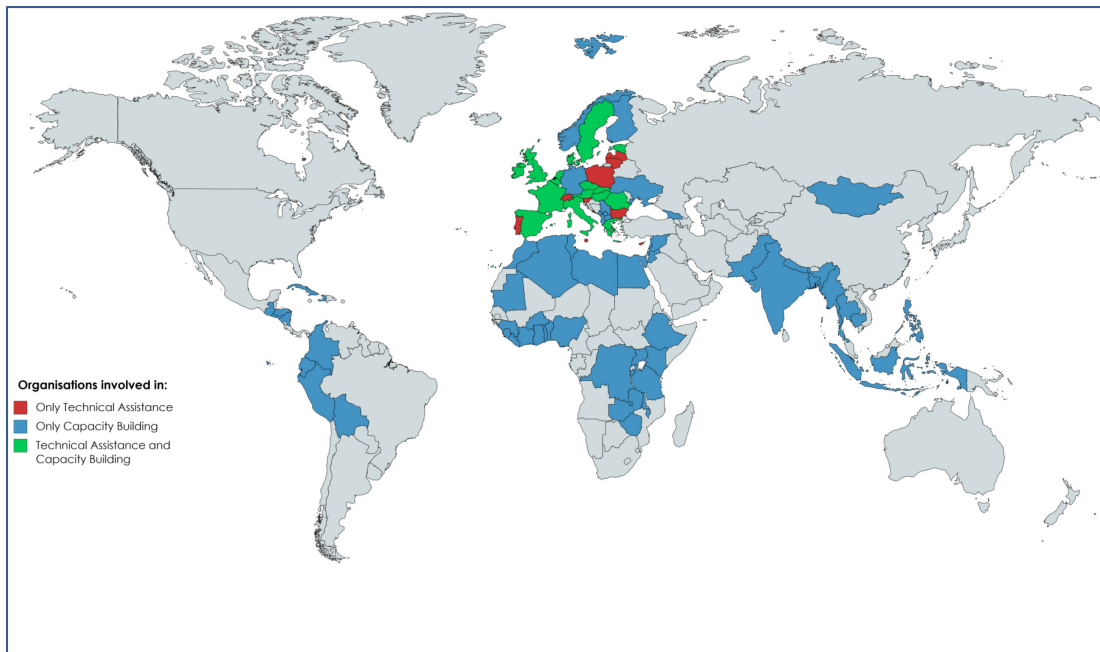 Organisations involved in:
Only Technical Assistance
Only Capacity Building
Technical Assistance and
Capacity Building